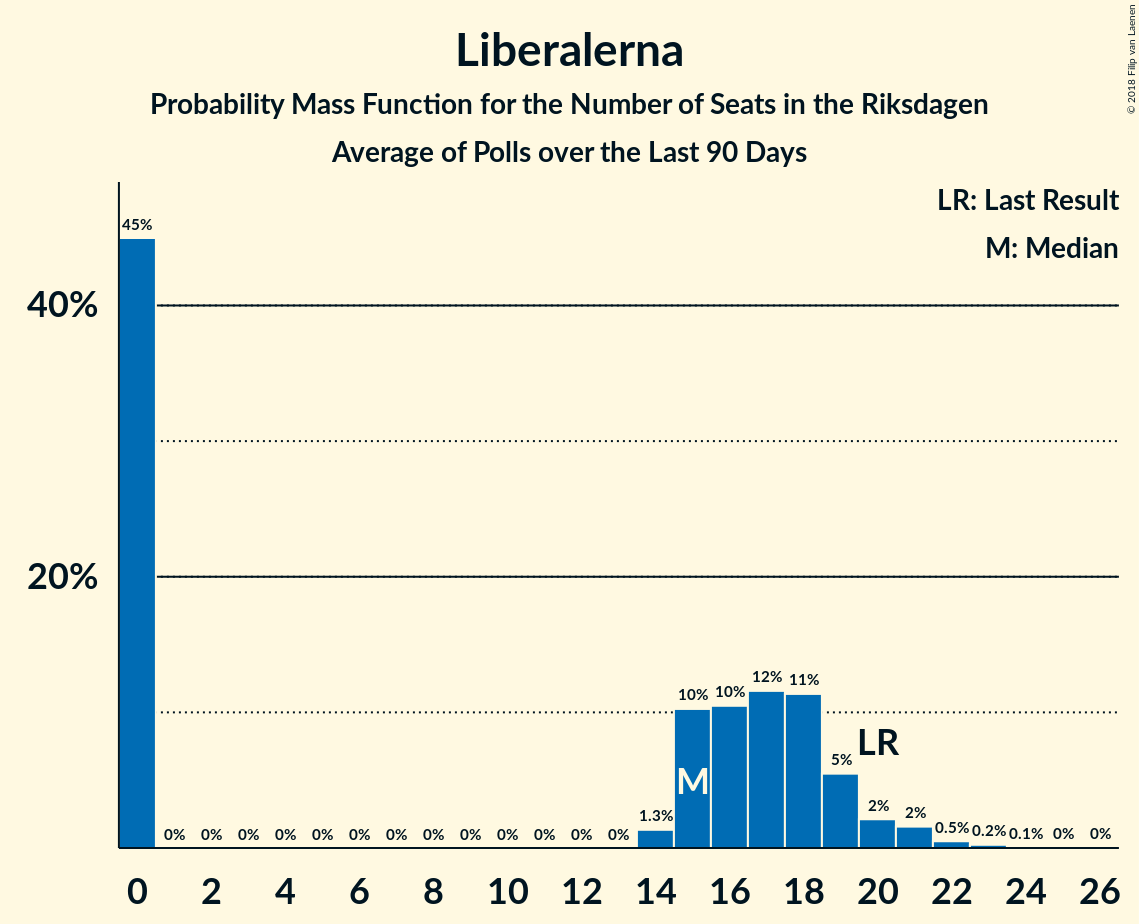 Liberalerna
Probability Mass Function for the Number of Seats in the Riksdagen
Average of Polls over the Last 90 Days
© 2018 Filip van Laenen
LR: Last Result
M: Median
40%
20%
45%
0% 0% 0% 0% 0% 0% 0% 0% 0% 0% 0% 0% 0% 1.3% 10% 10% 12% 11% 5% 2% 2% 0.5% 0.2% 0.1% 0% 0%
M
LR
0 2 4 6 8 10 12 14 16 18 20 22 24 26